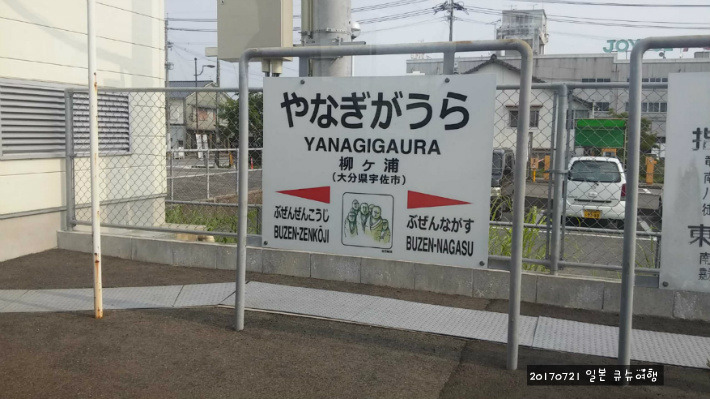 やなぎがうら
YANAGIGAURA
柳ヶ浦
(大分県宇佐市)
ぶぜんぜんこうじ
BUZEN-ZENKŌJI
ぶぜんながす
BUZEN-NAGASU
JOY
指
東
20170721 일본 큐슈여행